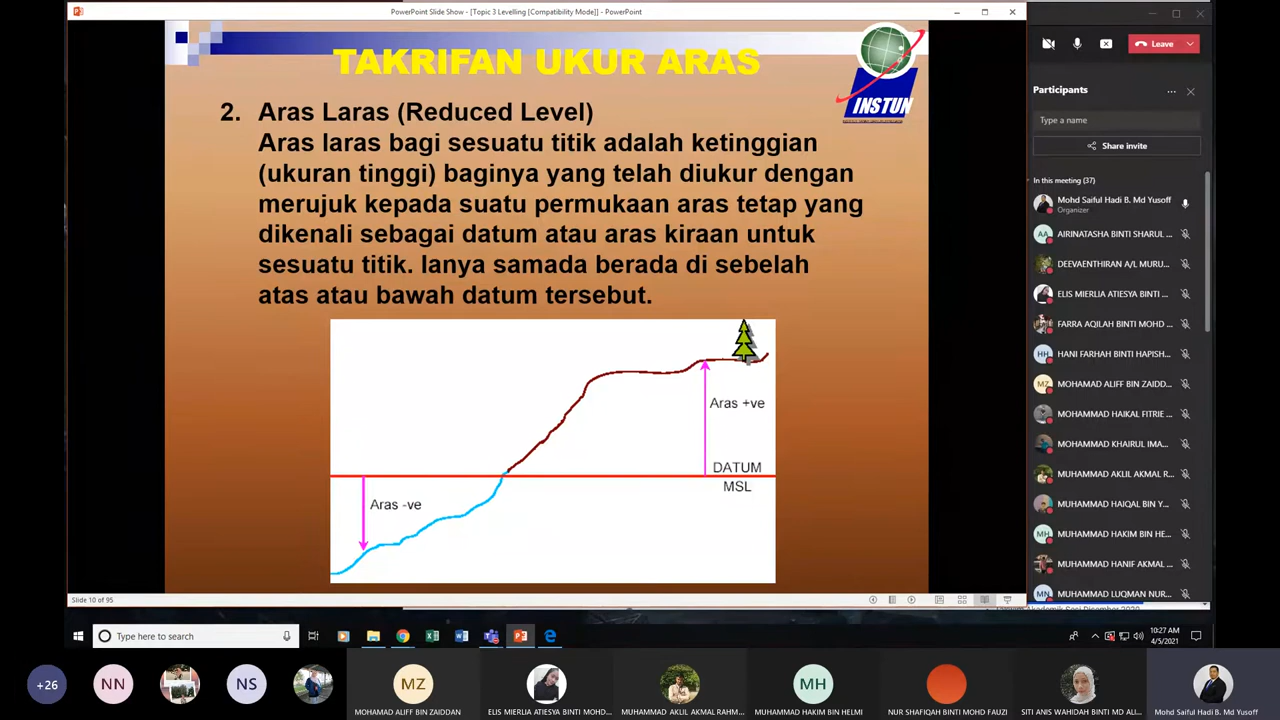 PowerPoint Slide Show - [Topic 3 Levelling [Compatibility Mode]] - PowerPoint
TAKRIFAN UKUR ARAS
INSTUN
2. Aras Laras (Reduced Level)
Aras laras bagi sesuatu titik adalah ketinggian
(ukuran tinggi) baginya yang telah diukur dengan
merujuk kepada suatu permukaan aras tetap yang
dikenali sebagai datum atau aras kiraan untuk
sesuatu titik. Ianya samada berada di sebelah
atas atau bawah datum tersebut.
Aras +ve
DATUM
MSL
Aras -ve
Slide 10 of 95
Leave
Participants
Type a name
Share invite
In this meeting (37)
Mohd Saiful Hadi B. Md Yusoff
Organizer
AA
AIRINATASHA BINTI SHARUL ...
DEEVAENTHIRAN A/L MURU...
ELIS MIERLIA ATIESYA BINTI ...
FARRA AQILAH BINTI MOHD ...
HH
HANI FARHAH BINTI HAPISH...
MZ
MOHAMAD ALIFF BIN ZAIDD...
MOHAMMAD HAIKAL FITRIE ...
MOHAMMAD KHAIRUL IMA...
MUHAMMAD AKLIL AKMAL R...
MUHAMMAD HAIQAL BIN Y...
MH
MUHAMMAD HAKIM BIN HE...
MUHAMMAD HANIF AKMAL ...
MN
MUHAMMAD LUQMAN NUR...
Type here to search
10:27 AM
4/5/2021
+26
NN
NS
MZ
MOHAMAD ALIFF BIN ZAIDDAN
ELIS MIERLIA ATIESYA BINTI MOHD...
MUHAMMAD AKLIL AKMAL RAHM...
MH
MUHAMMAD HAKIM BIN HELMI
NUR SHAFIQAH BINTI MOHD FAUZI
SITI ANIS WAHIDAH BINTI MD ALI...
Mohd Saiful Hadi B. Md Yusoff